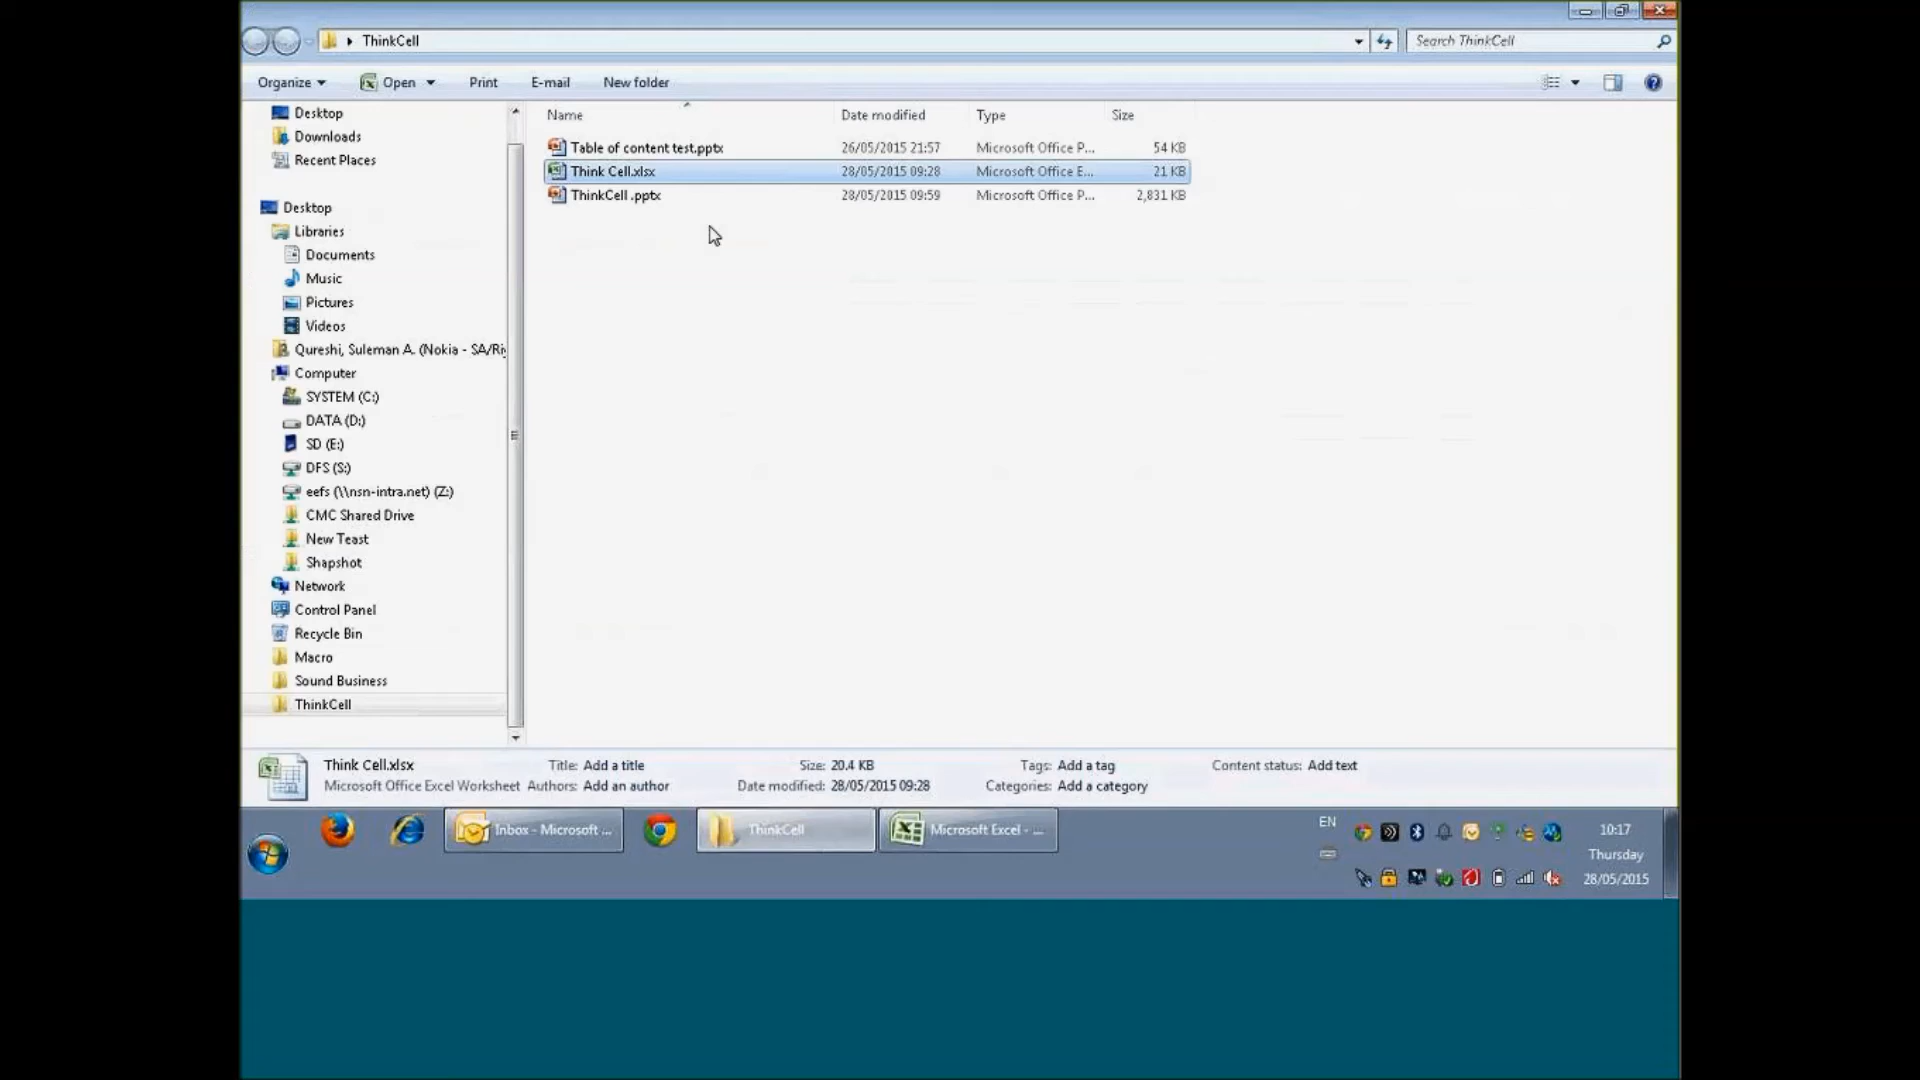 ThinkCell
Search ThinkCell
Organize Open Print E-mail New folder
Name Date modified Type Size
Table of content test.pptx 26/05/2015 21:57 Microsoft Office P... 54 KB
Think Cell.xlsx 28/05/2015 09:28 Microsoft Office E... 21 KB
ThinkCell .pptx 28/05/2015 09:59 Microsoft Office P... 2,831 KB
Desktop
Downloads
Recent Places
Desktop
Libraries
Documents
Music
Pictures
Videos
Qureshi, Suleman A. (Nokia - SA/Ri
Computer
SYSTEM (C:)
DATA (D:)
SD (E:)
DFS (S:)
eefs (\\nsn-intra.net) (Z:)
CMC Shared Drive
New Teast
Shapshot
Network
Control Panel
Recycle Bin
Macro
Sound Business
ThinkCell
Think Cell.xlsx Title: Add a title Size: 20.4 KB Tags: Add a tag Content status: Add text
Microsoft Office Excel Worksheet Authors: Add an author Date modified: 28/05/2015 09:28 Categories: Add a category
Inbox - Microsoft ... ThinkCell Microsoft Excel - ... EN 10:17
Thursday
28/05/2015